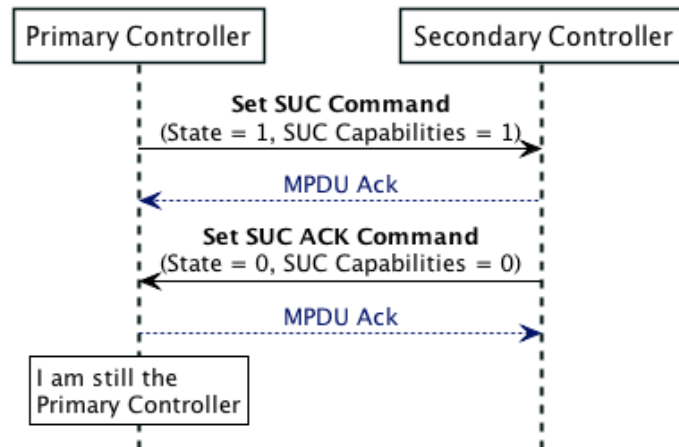 Primary Controller
Secondary Controller
Set SUC Command
(State = 1, SUC Capabilities = 1)
MPDU Ack
Set SUC ACK Command
(State = 0, SUC Capabilities = 0)
MPDU Ack
I am still the
Primary Controller